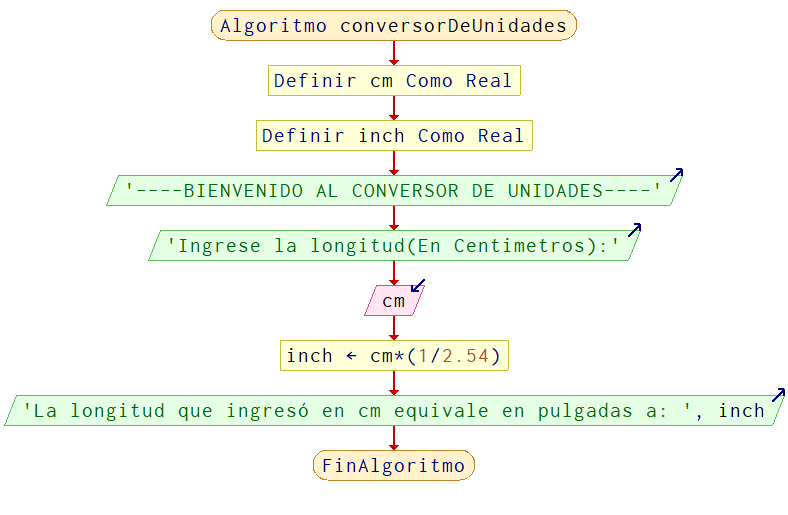 Algoritmo conversorDeUnidades
Definir cm Como Real
Definir inch Como Real
'----BIENVENIDO AL CONVERSOR DE UNIDADES----'
'Ingrese la longitud(En Centimetros):'
cm
inch ← cm*(1/2.54)
'La longitud que ingresó en cm equivale en pulgadas a: ', inch
FinAlgoritmo